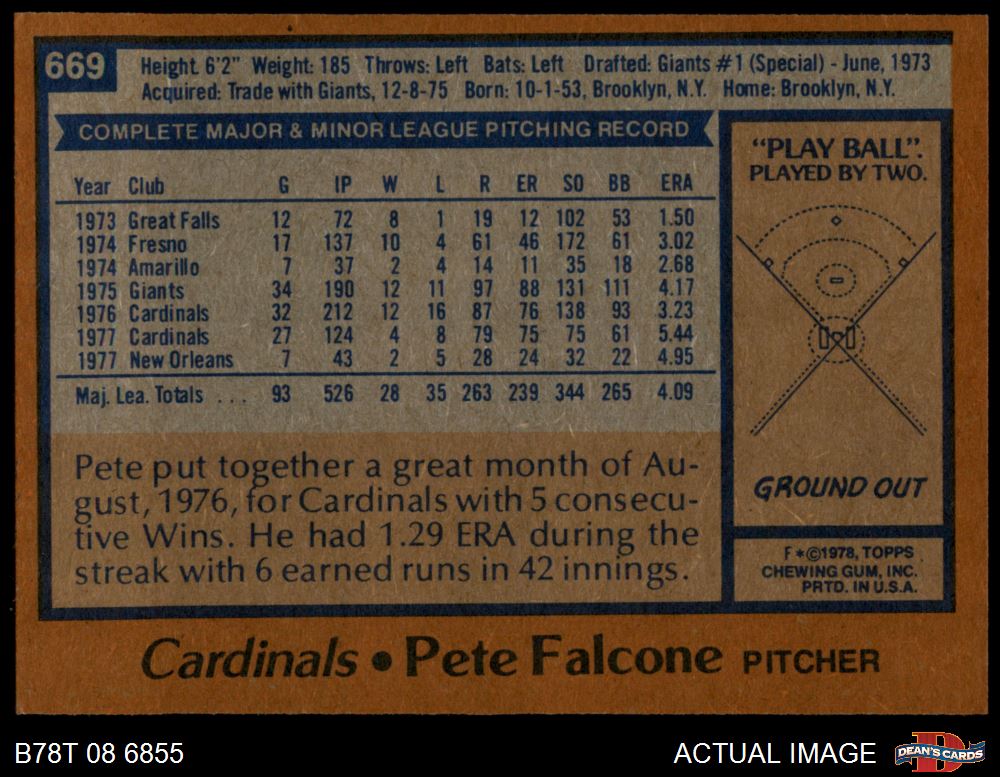 669
Height. 6'2" Weight: 185 Throws: Left Bats: Left Drafted: Giants #1 (Special) - June, 1973
Acquired: Trade with Giants, 12-8-75 Born: 10-1-53, Brooklyn, N.Y. Home: Brooklyn, N.Y.
COMPLETE MAJOR & MINOR LEAGUE PITCHING RECORD
Year Club G IP W L R ER SO BB ERA
1973 Great Falls 12 72 8 1 19 12 102 53 1.50
1974 Fresno 17 137 10 4 61 46 172 61 3.02
1974 Amarillo 7 37 2 4 14 11 35 18 2.68
1975 Giants 34 190 12 11 97 88 131 111 4.17
1976 Cardinals 32 212 12 16 87 76 138 93 3.23
1977 Cardinals 27 124 4 8 79 75 75 61 5.44
1977 New Orleans 7 43 2 5 28 24 32 22 4.95
Maj. Lea. Totals ... 93 526 28 35 263 239 344 265 4.09
Pete put together a great month of Au-
gust, 1976, for Cardinals with 5 consecu-
tive Wins. He had 1.29 ERA during the
streak with 6 earned runs in 42 innings.
"PLAY BALL".
PLAYED BY TWO.
GROUND OUT
F*©1978, TOPPS
CHEWING GUM, INC.
PRTD. IN U.S.A.
Cardinals • Pete Falcone PITCHER
B78T 08 6855
ACTUAL IMAGE
DEAN'S CARDS